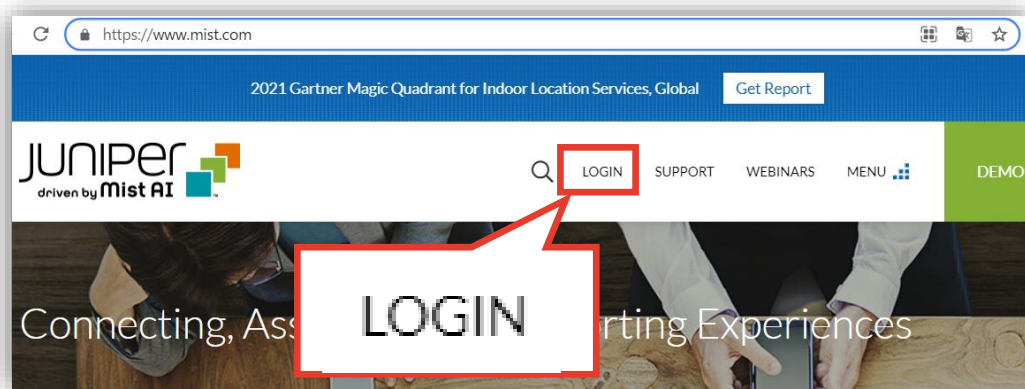 https://www.mist.com
2021 Gartner Magic Quadrant for Indoor Location Services, Global Get Report
JUNIPER
driven by Mist AI
LOGIN SUPPORT WEBINARS MENU DEMO
LOGIN
Connecting, Ass rting Experiences